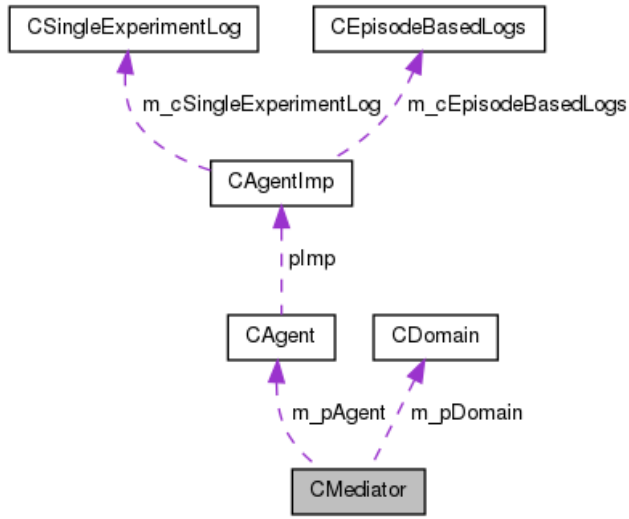 CSingleExperimentLog
CEpisodeBasedLogs
m_cSingleExperimentLog
m_cEpisodeBasedLogs
CAgentImp
pImp
CAgent
CDomain
m_pAgent
m_pDomain
CMediator